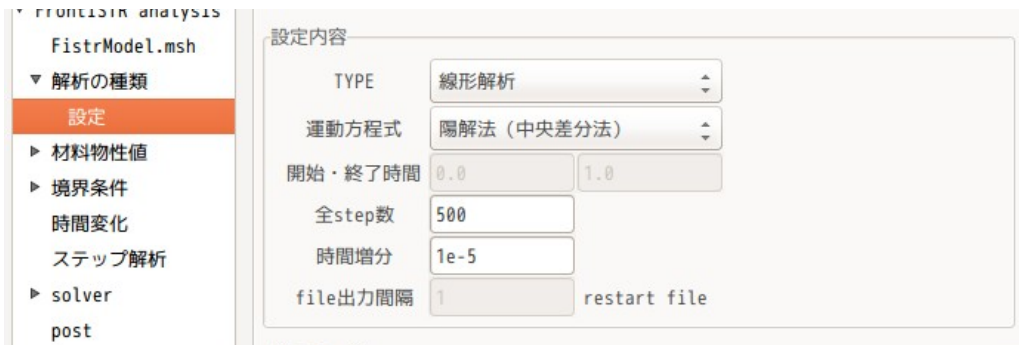 FrontISTR analysis
FistrModel.msh
解析の種類
設定
材料物性値
境界条件
時間変化
ステップ解析
solver
post
設定内容
TYPE 線形解析
運動方程式 陽解法（中央差分法）
開始・終了時間 0.0 1.0
全step数 500
時間増分 1e-5
file出力間隔 1 restart file